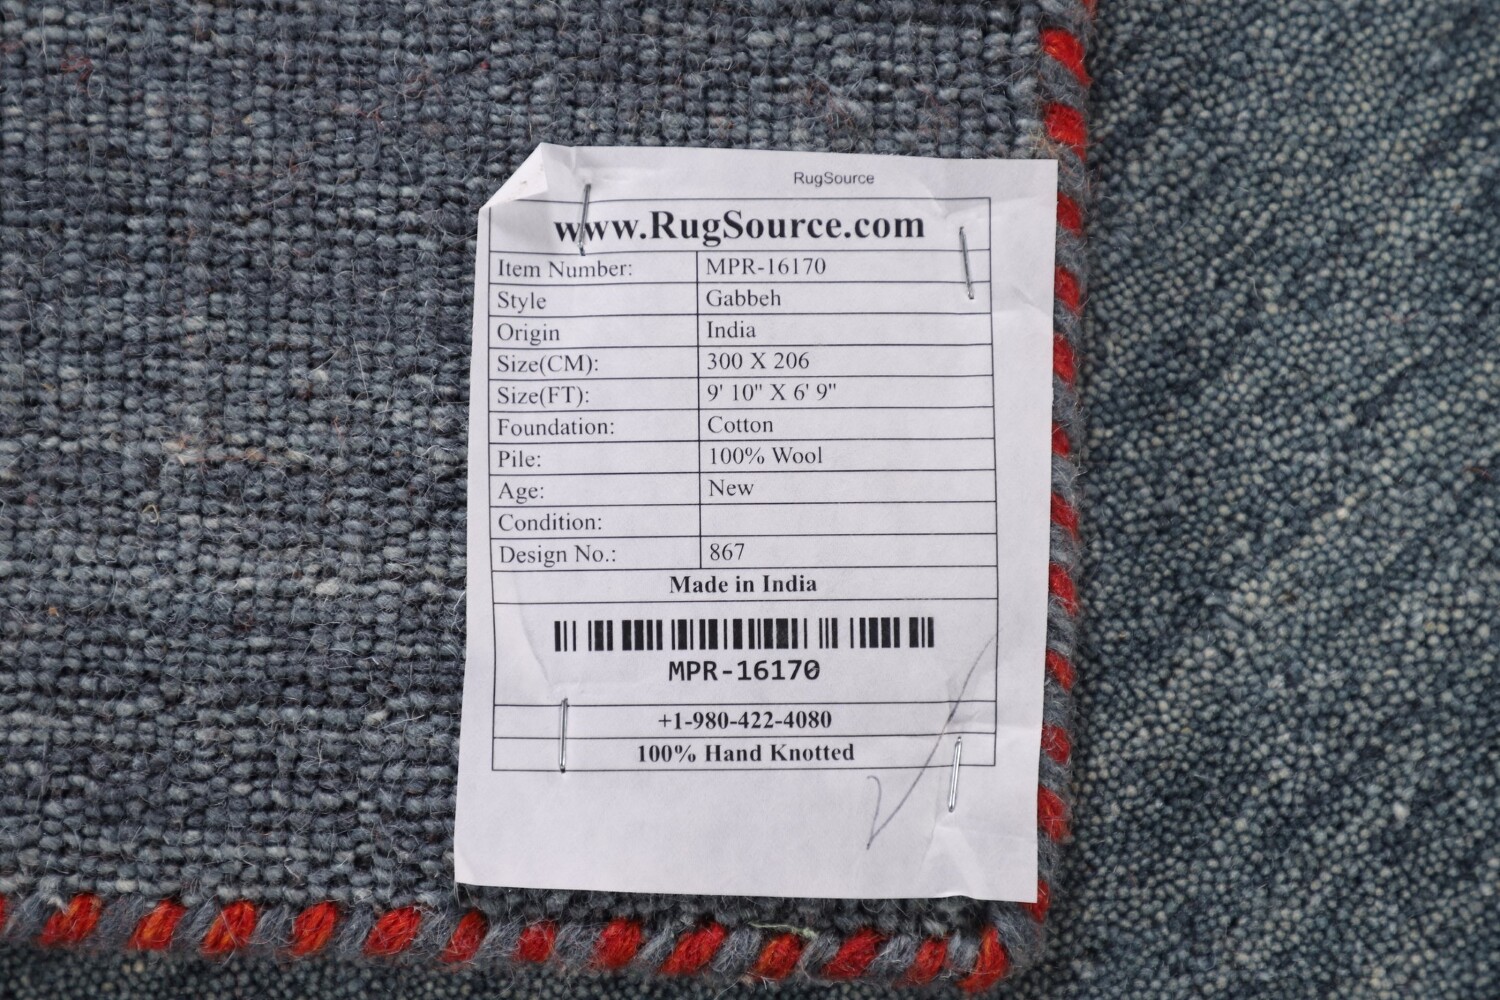 RugSource
www.RugSource.com
Item Number: MPR-16170
Style Gabbeh
Origin India
Size(CM): 300 X 206
Size(FT): 9' 10" X 6' 9"
Foundation: Cotton
Pile: 100% Wool
Age: New
Condition:
Design No.: 867
Made in India
MPR-16170
+1-980-422-4080
100% Hand Knotted